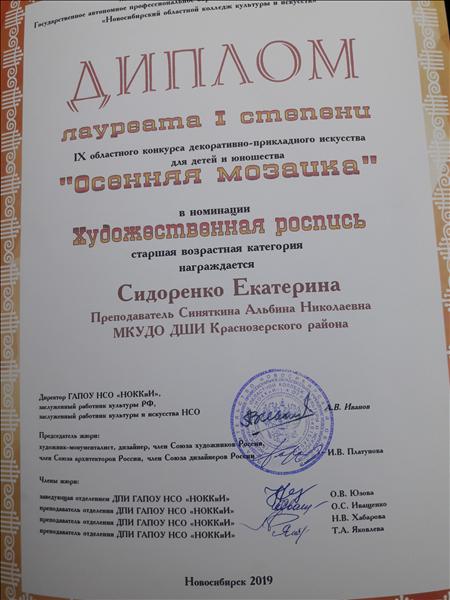 Государственное автономное профессиональное
«Новосибирский областной колледж культуры и искусств»
ДИПЛОМ
лауреата I степени
IX областного конкурса декоративно-прикладного искусства
для детей и юношества
"Осенняя мозаика"
в номинации
Художественная роспись
старшая возрастная категория
награждается
Сидоренко Екатерина
Преподаватель Синяткина Альбина Николаевна
МКУДО ДШИ Краснозерского района
Директор ГАПОУ НСО «НОККиИ»,
заслуженный работник культуры РФ,
заслуженный работник культуры и искусства НСО А.В. Иванов
Председатель жюри:
художник-монументалист, дизайнер, член Союза художников России,
член Союза архитекторов России, член Союза дизайнеров России И.В. Платунова
Члены жюри:
заведующая отделением ДПИ ГАПОУ НСО «НОККиИ» О.В. Юзова
преподаватель отделения ДПИ ГАПОУ НСО «НОККиИ» О.С. Иващенко
преподаватель отделения ДПИ ГАПОУ НСО «НОККиИ» Н.В. Хабарова
преподаватель отделения ДПИ ГАПОУ НСО «НОККиИ» Т.А. Яковлева
Новосибирск 2019